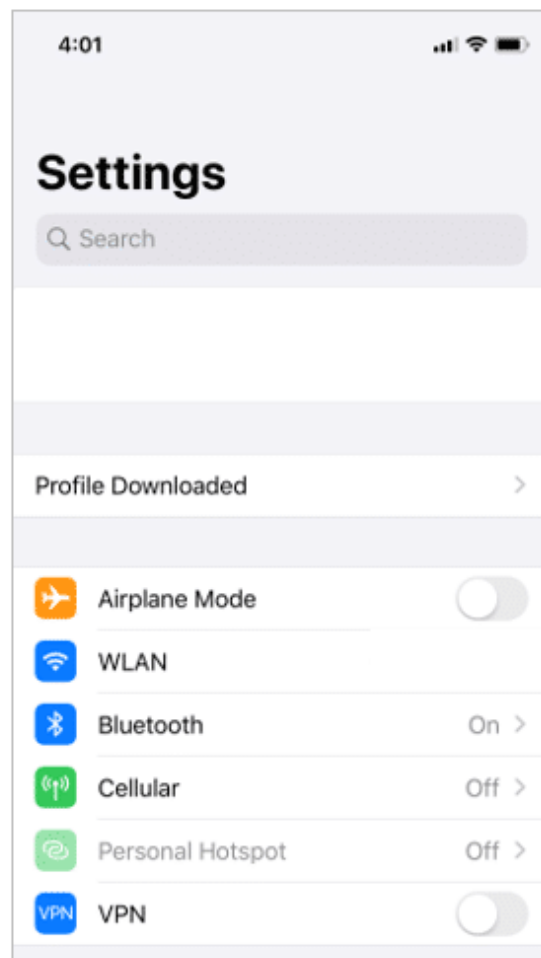 4:01
Settings
Search
Profile Downloaded
Airplane Mode
WLAN
Bluetooth On
Cellular Off
Personal Hotspot Off
VPN VPN